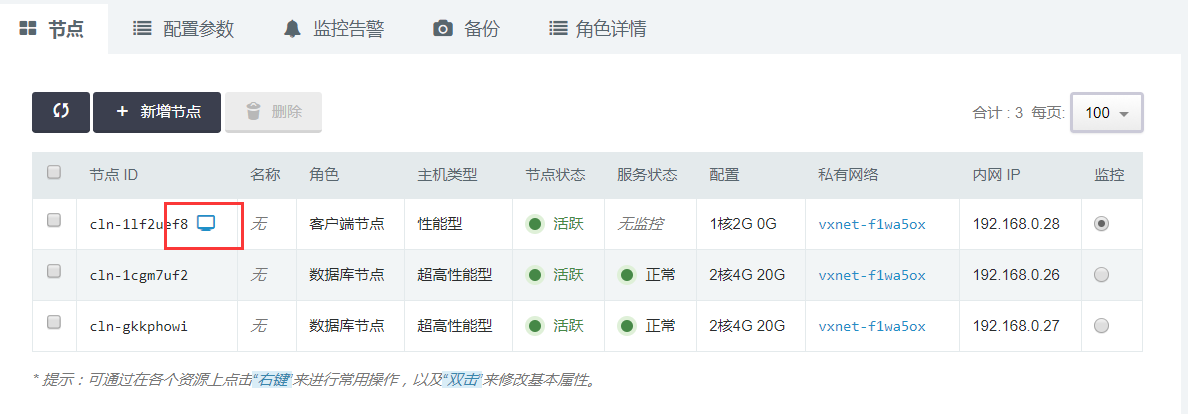 节点 配置参数 监控告警 备份 角色详情
+ 新增节点 删除 合计 : 3 每页: 100
节点 ID 名称 角色 主机类型 节点状态 服务状态 配置 私有网络 内网 IP 监控
cln-1lf2uef8 无 客户端节点 性能型 活跃 无监控 1核2G 0G vxnet-f1wa5ox 192.168.0.28
cln-1cgm7uf2 无 数据库节点 超高性能型 活跃 正常 2核4G 20G vxnet-f1wa5ox 192.168.0.26
cln-gkkphowi 无 数据库节点 超高性能型 活跃 正常 2核4G 20G vxnet-f1wa5ox 192.168.0.27
* 提示：可通过在各个资源上点击“右键”来进行常用操作，以及“双击”来修改基本属性。